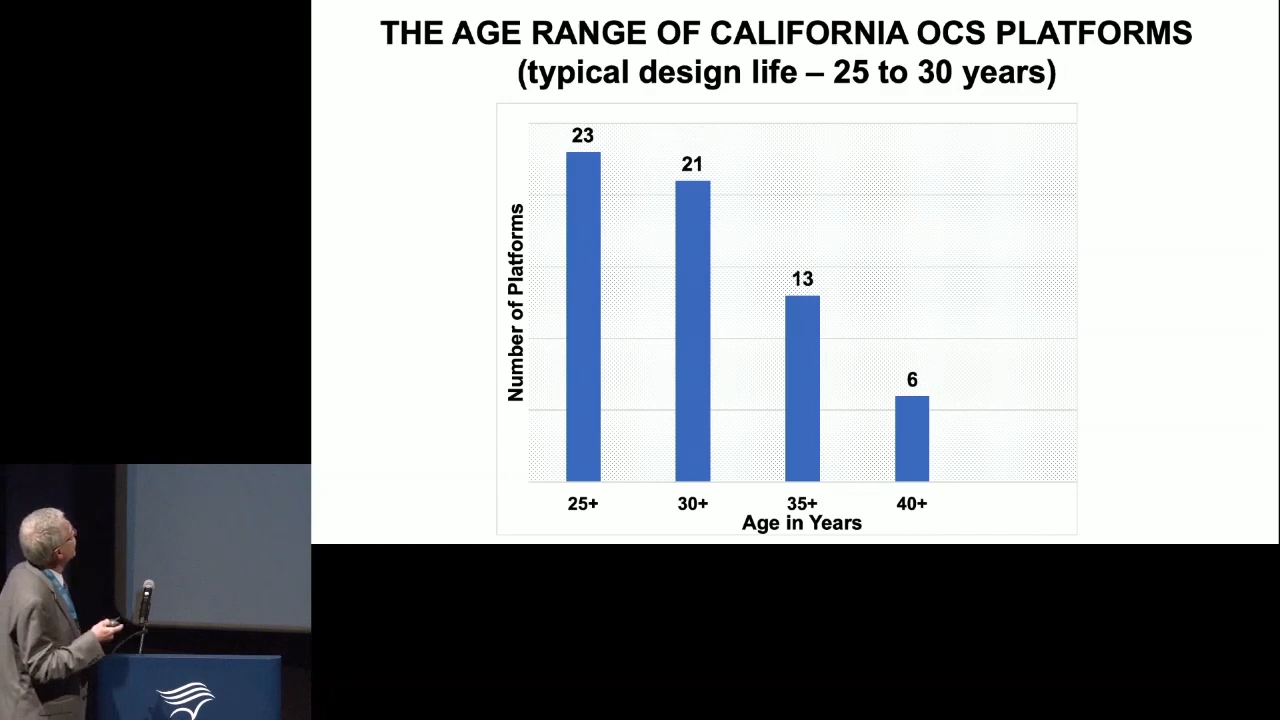 THE AGE RANGE OF CALIFORNIA OCS PLATFORMS
(typical design life – 25 to 30 years)
23
21
13
6
Number of Platforms
25+
30+
35+
40+
Age in Years